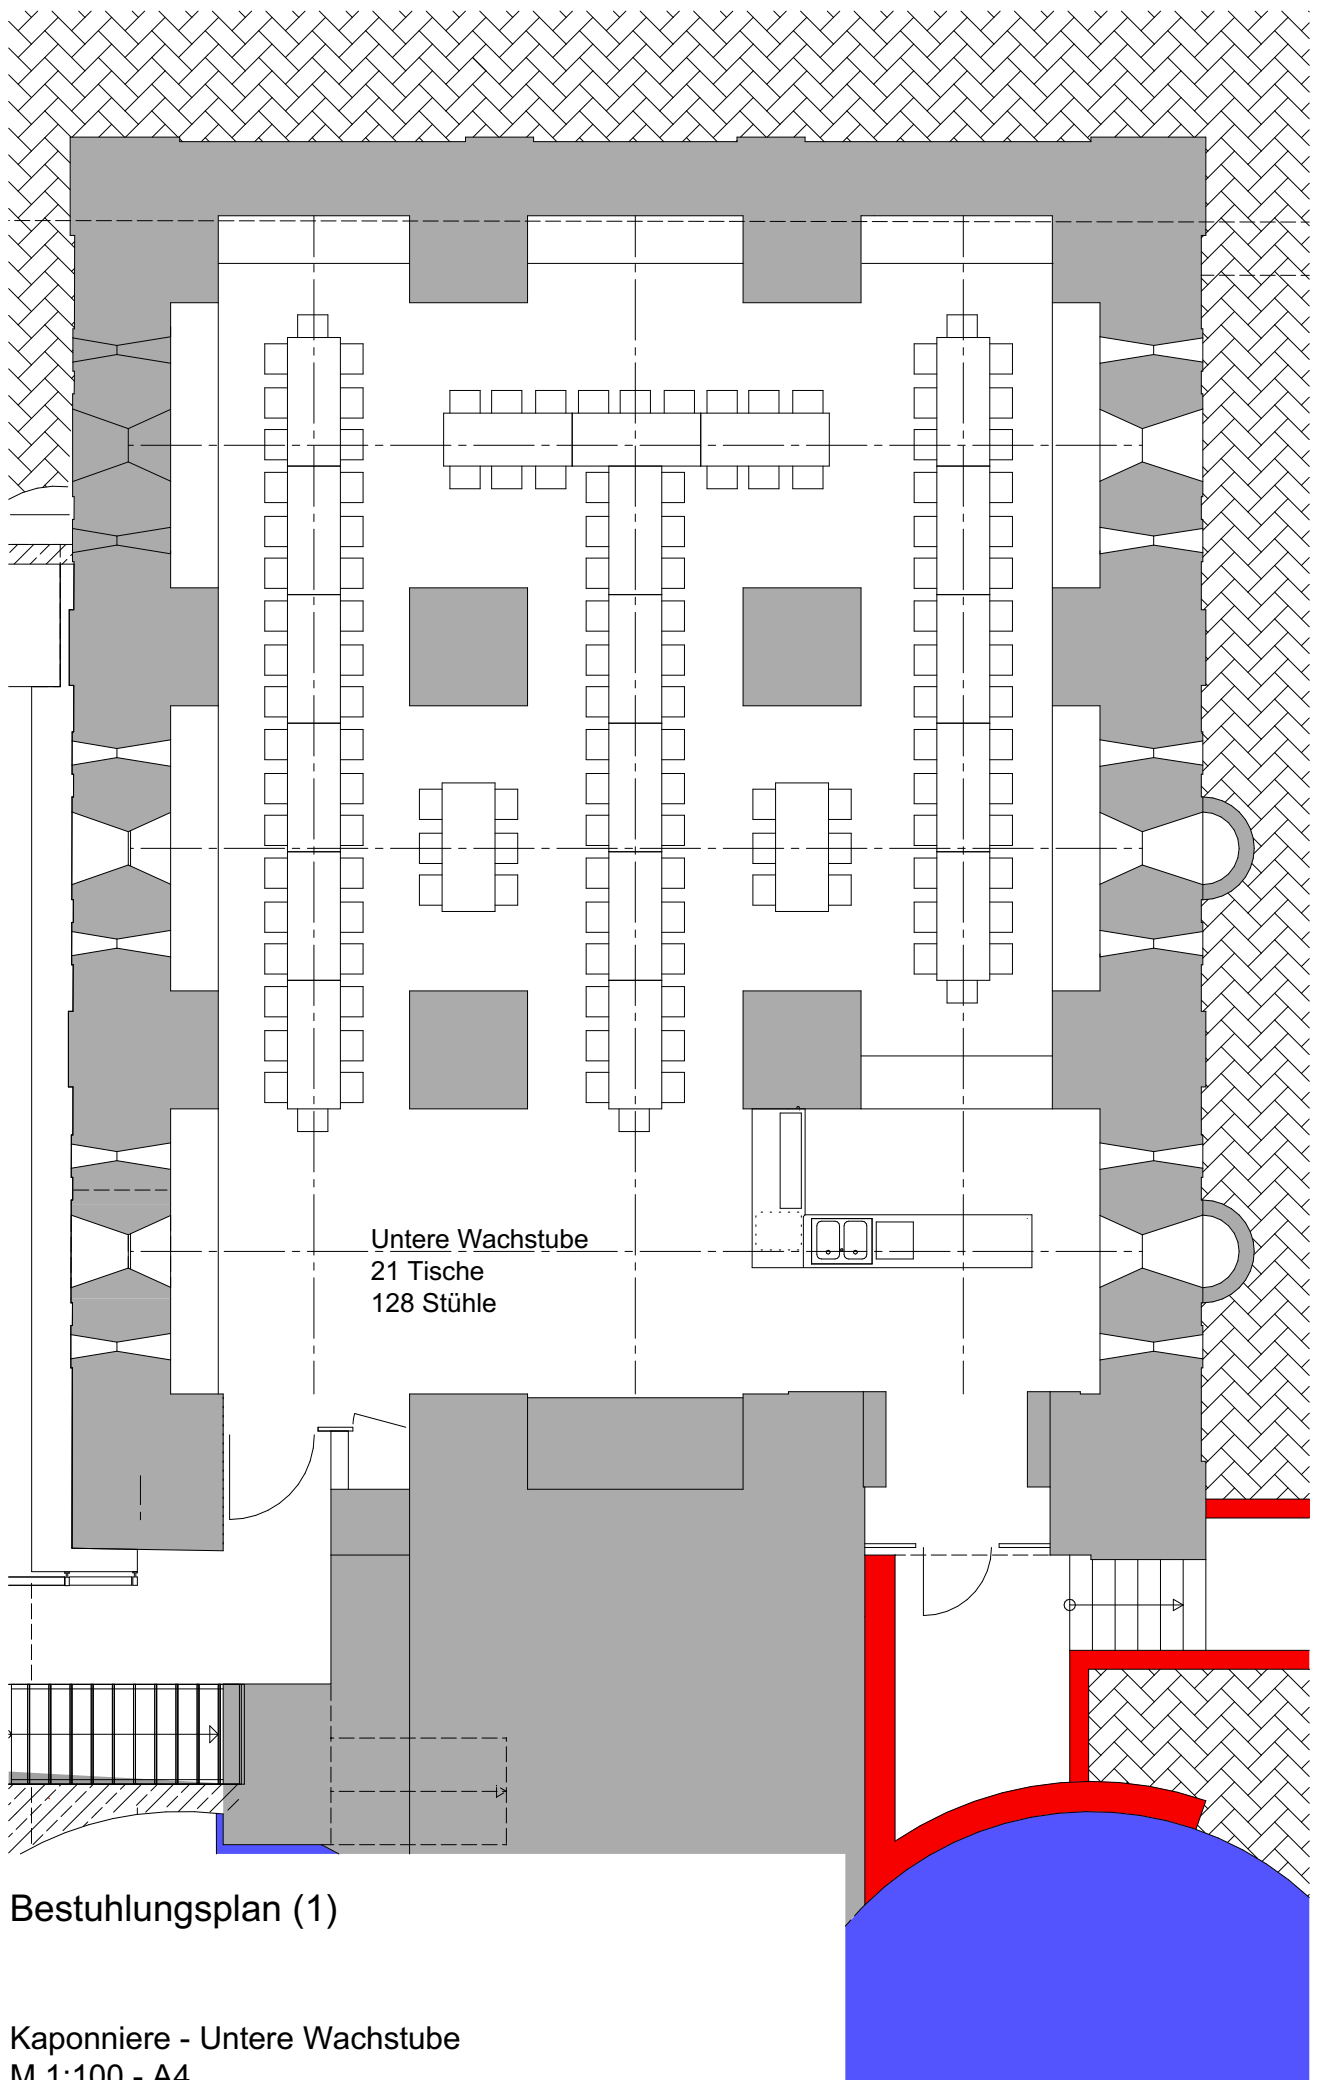 Untere Wachstube
21 Tische
128 Stühle
Bestuhlungsplan (1)
Kaponniere - Untere Wachstube
M 1:100 - A4